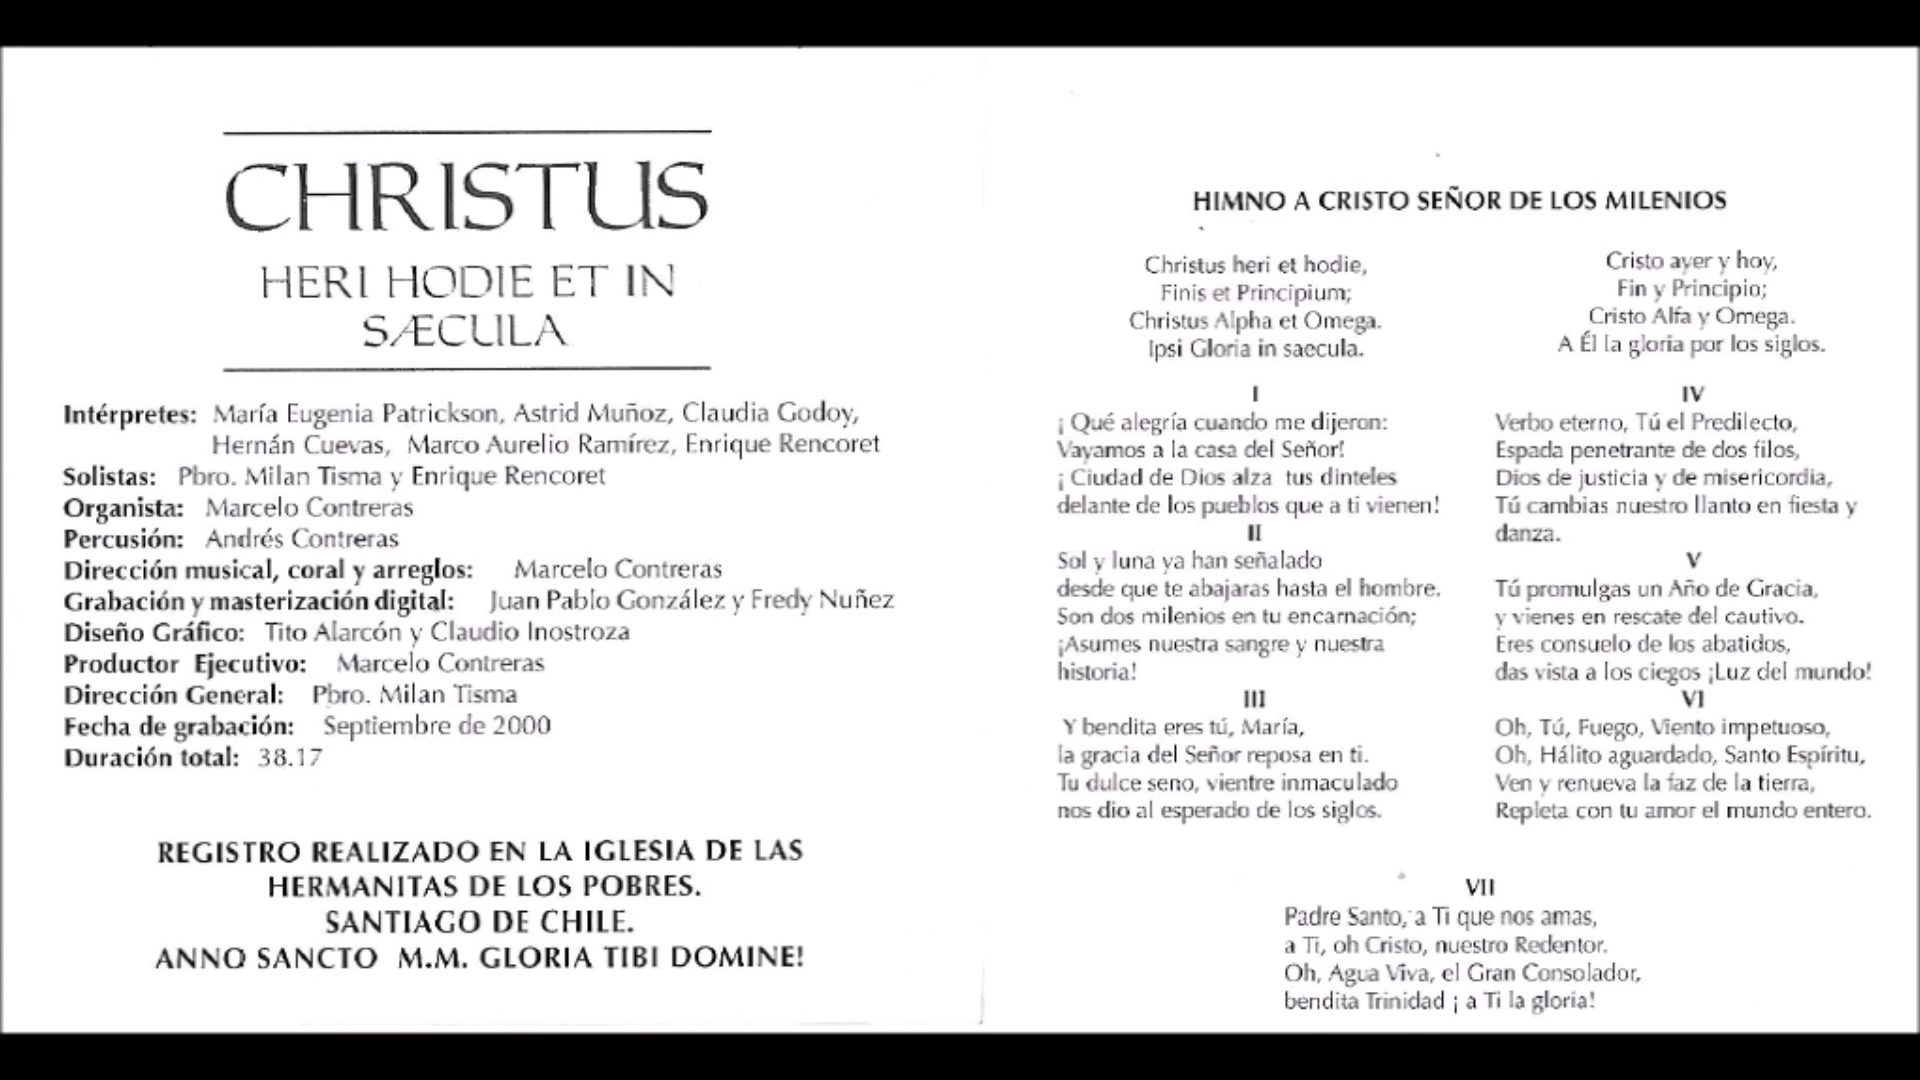 CHRISTUS
HERI HODIE ET IN
SÆCULA
Intérpretes: María Eugenia Patrickson, Astrid Muñoz, Claudia Godoy,
Hernán Cuevas, Marco Aurelio Ramírez, Enrique Rencoret
Solistas: Pbro. Milan Tisma y Enrique Rencoret
Organista: Marcelo Contreras
Percusión: Andrés Contreras
Dirección musical, coral y arreglos: Marcelo Contreras
Grabación y masterización digital: Juan Pablo González y Fredy Nuñez
Diseño Gráfico: Tito Alarcón y Claudio Inostroza
Productor Ejecutivo: Marcelo Contreras
Dirección General: Pbro. Milan Tisma
Fecha de grabación: Septiembre de 2000
Duración total: 38.17
REGISTRO REALIZADO EN LA IGLESIA DE LAS
HERMANITAS DE LOS POBRES.
SANTIAGO DE CHILE.
ANNO SANCTO M.M. GLORIA TIBI DOMINE!
HIMNO A CRISTO SEÑOR DE LOS MILENIOS
Christus heri et hodie,
Finis et Principium;
Christus Alpha et Omega.
Ipsi Gloria in saecula.
I
¡ Qué alegría cuando me dijeron:
Vayamos a la casa del Señor!
¡ Ciudad de Dios alza tus dinteles
delante de los pueblos que a ti vienen!
II
Sol y luna ya han señalado
desde que te abajaras hasta el hombre.
Son dos milenios en tu encarnación;
¡Asumes nuestra sangre y nuestra
historia!
III
Y bendita eres tú, María,
la gracia del Señor reposa en ti.
Tu dulce seno, vientre inmaculado
nos dio al esperado de los siglos.
Cristo ayer y hoy,
Fin y Principio;
Cristo Alfa y Omega.
A Él la gloria por los siglos.
IV
Verbo eterno, Tú el Predilecto,
Espada penetrante de dos filos,
Dios de justicia y de misericordia,
Tú cambias nuestro llanto en fiesta y
danza.
V
Tú promulgas un Año de Gracia,
y vienes en rescate del cautivo.
Eres consuelo de los abatidos,
das vista a los ciegos ¡Luz del mundo!
VI
Oh, Tú, Fuego, Viento impetuoso,
Oh, Hálito aguardado, Santo Espíritu,
Ven y renueva la faz de la tierra,
Repleta con tu amor el mundo entero.
VII
Padre Santo, a Ti que nos amas,
a Ti, oh Cristo, nuestro Redentor.
Oh, Agua Viva, el Gran Consolador,
bendita Trinidad ¡ a Ti la gloria!